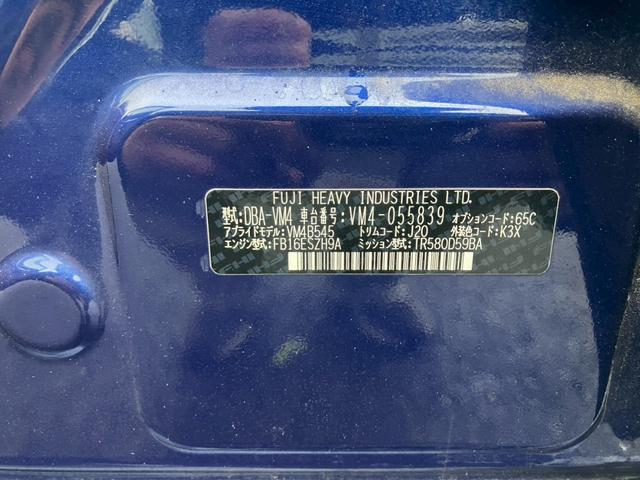 FUJI HEAVY INDUSTRIES LTD.
型式:DBA-VM4 車台番号:VM4-055839 オプションコード:65C
アプライドモデル:VM4B545 トリムコード:J20 外装色コード:K3X
エンジン型式:FB16ESZH9A ミッション型式:TR580D59BA